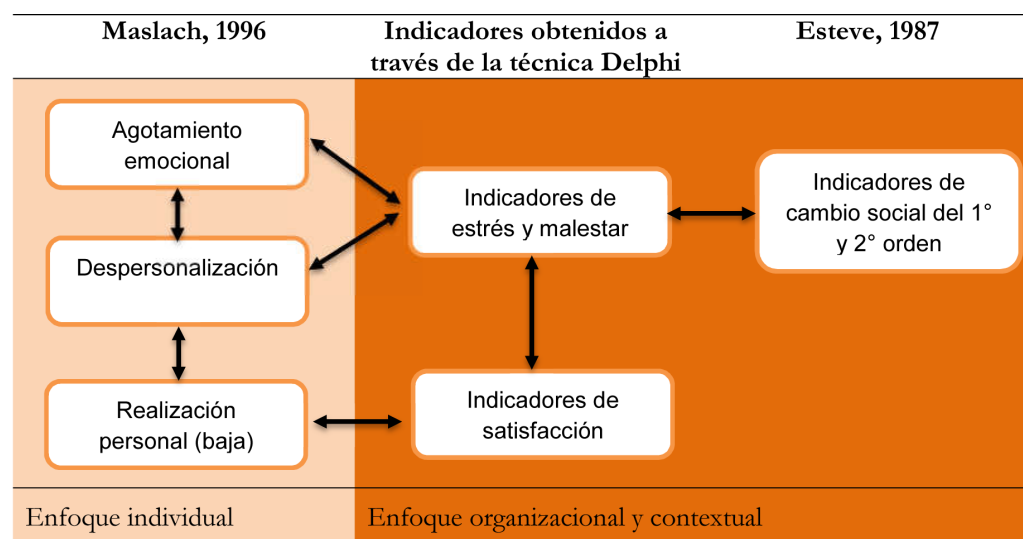 Maslach, 1996
Indicadores obtenidos a
través de la técnica Delphi
Esteve, 1987
Agotamiento
emocional
Despersonalización
Realización
personal (baja)
Indicadores de
estrés y malestar
Indicadores de
satisfacción
Indicadores de
cambio social del 1°
y 2° orden
Enfoque individual
Enfoque organizacional y contextual